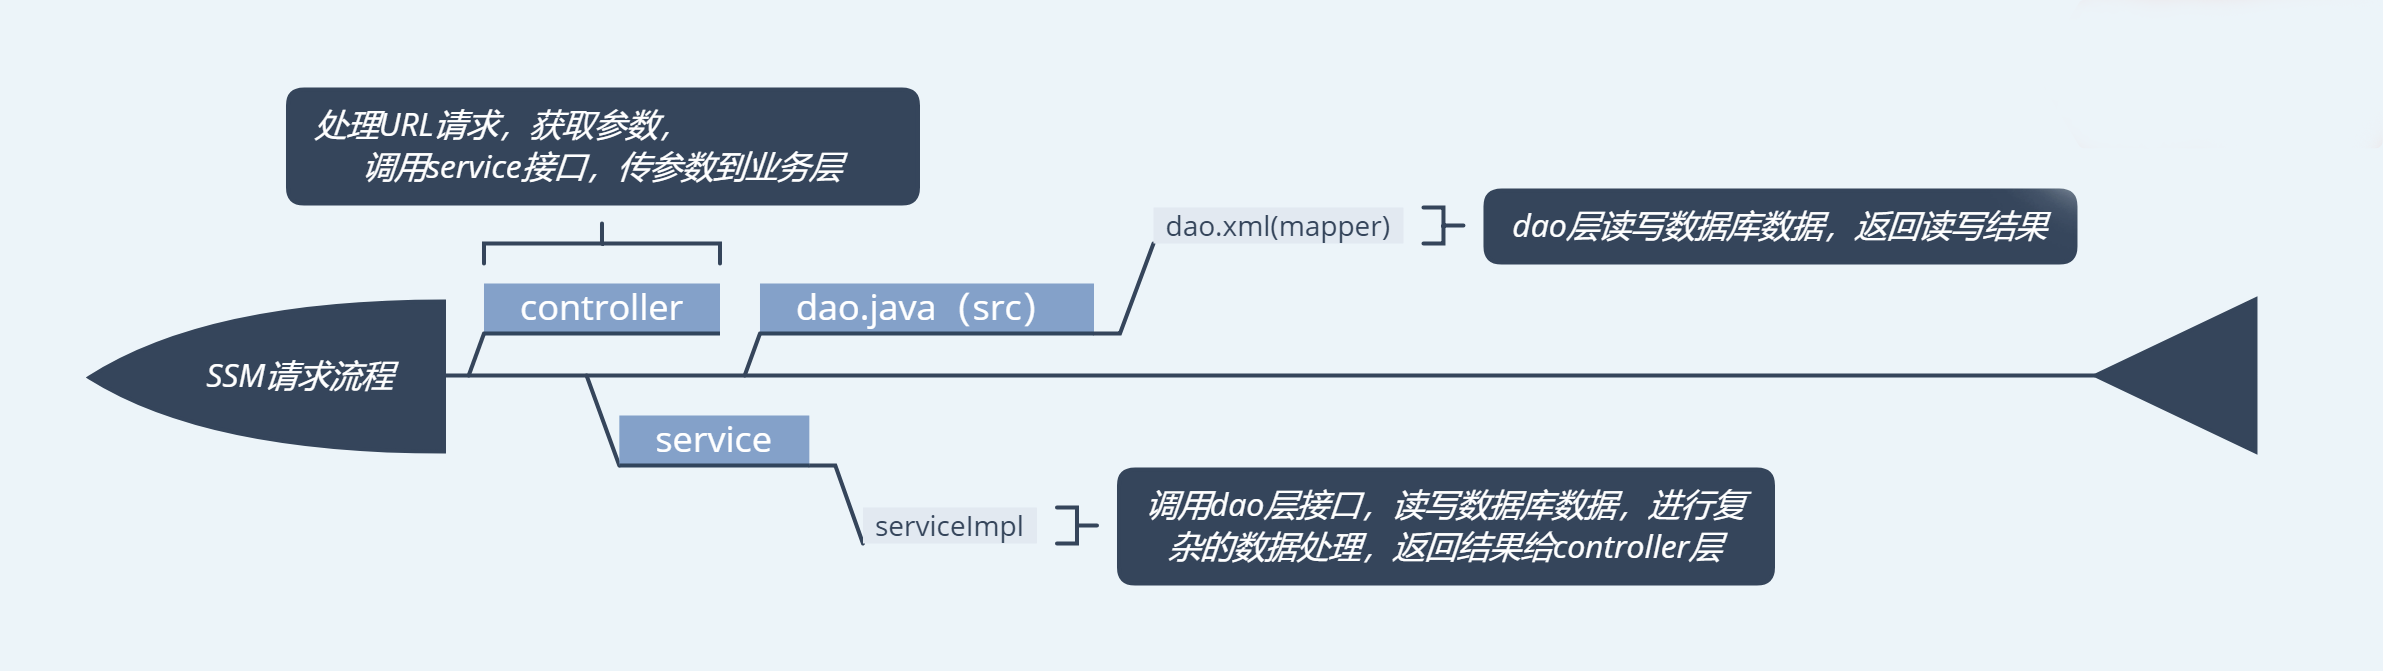 处理URL请求，获取参数，
调用service接口，传参数到业务层
dao.xml(mapper)
dao层读写数据库数据，返回读写结果
controller
dao.java（src）
SSM请求流程
service
serviceImpl
调用dao层接口，读写数据库数据，进行复
杂的数据处理，返回结果给controller层